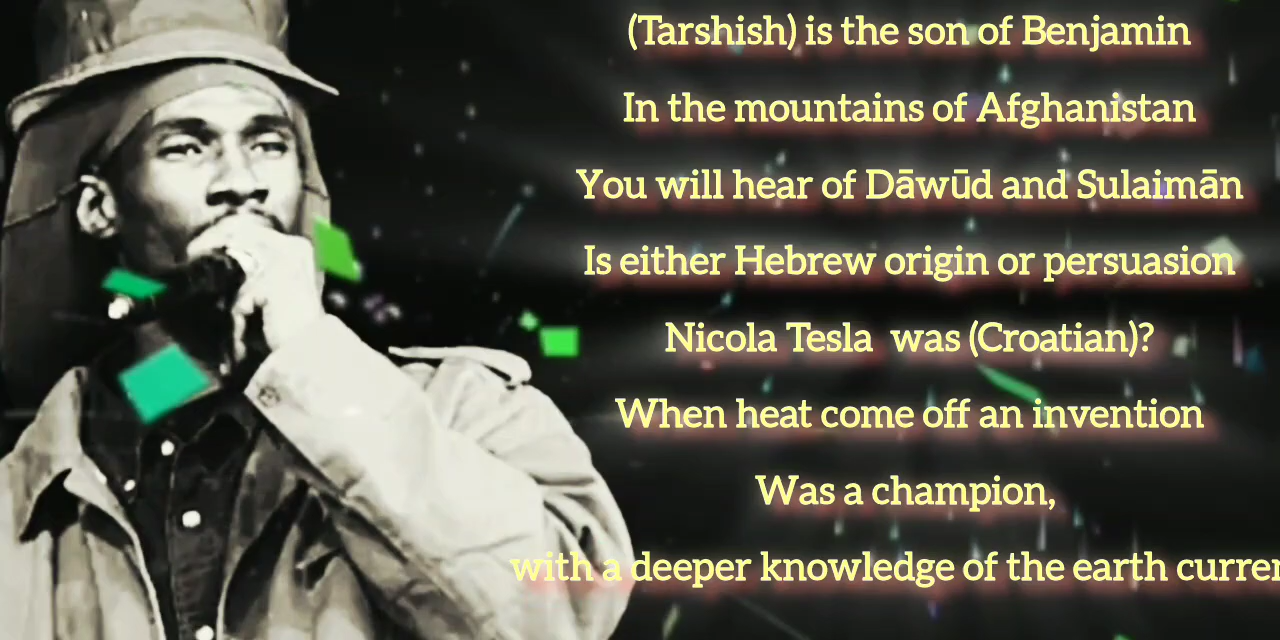 (Tarshish) is the son of Benjamin
In the mountains of Afghanistan
You will hear of Dāwūd and Sulaimān
Is either Hebrew origin or persuasion
Nicola Tesla  was (Croatian)?
When heat come off an invention
Was a champion,
with a deeper knowledge of the earth